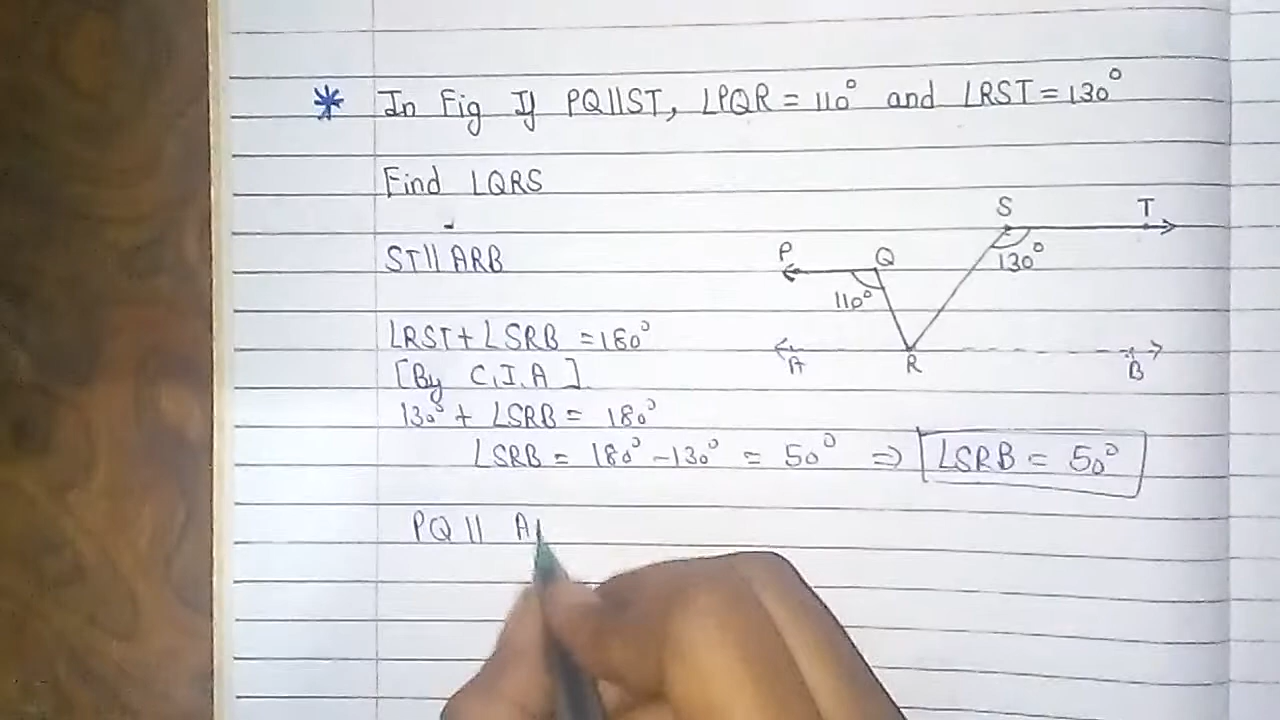 * In Fig If PQ||ST, ∠PQR = 110° and ∠RST = 130°
Find ∠QRS
ST || ARB
∠RST + ∠SRB = 180°
[By C.I.A]
130° + ∠SRB = 180°
∠SRB = 180° - 130° = 50° ⇒ ∠SRB = 50°
PQ || A
S T
P Q 130°
110°
A R B